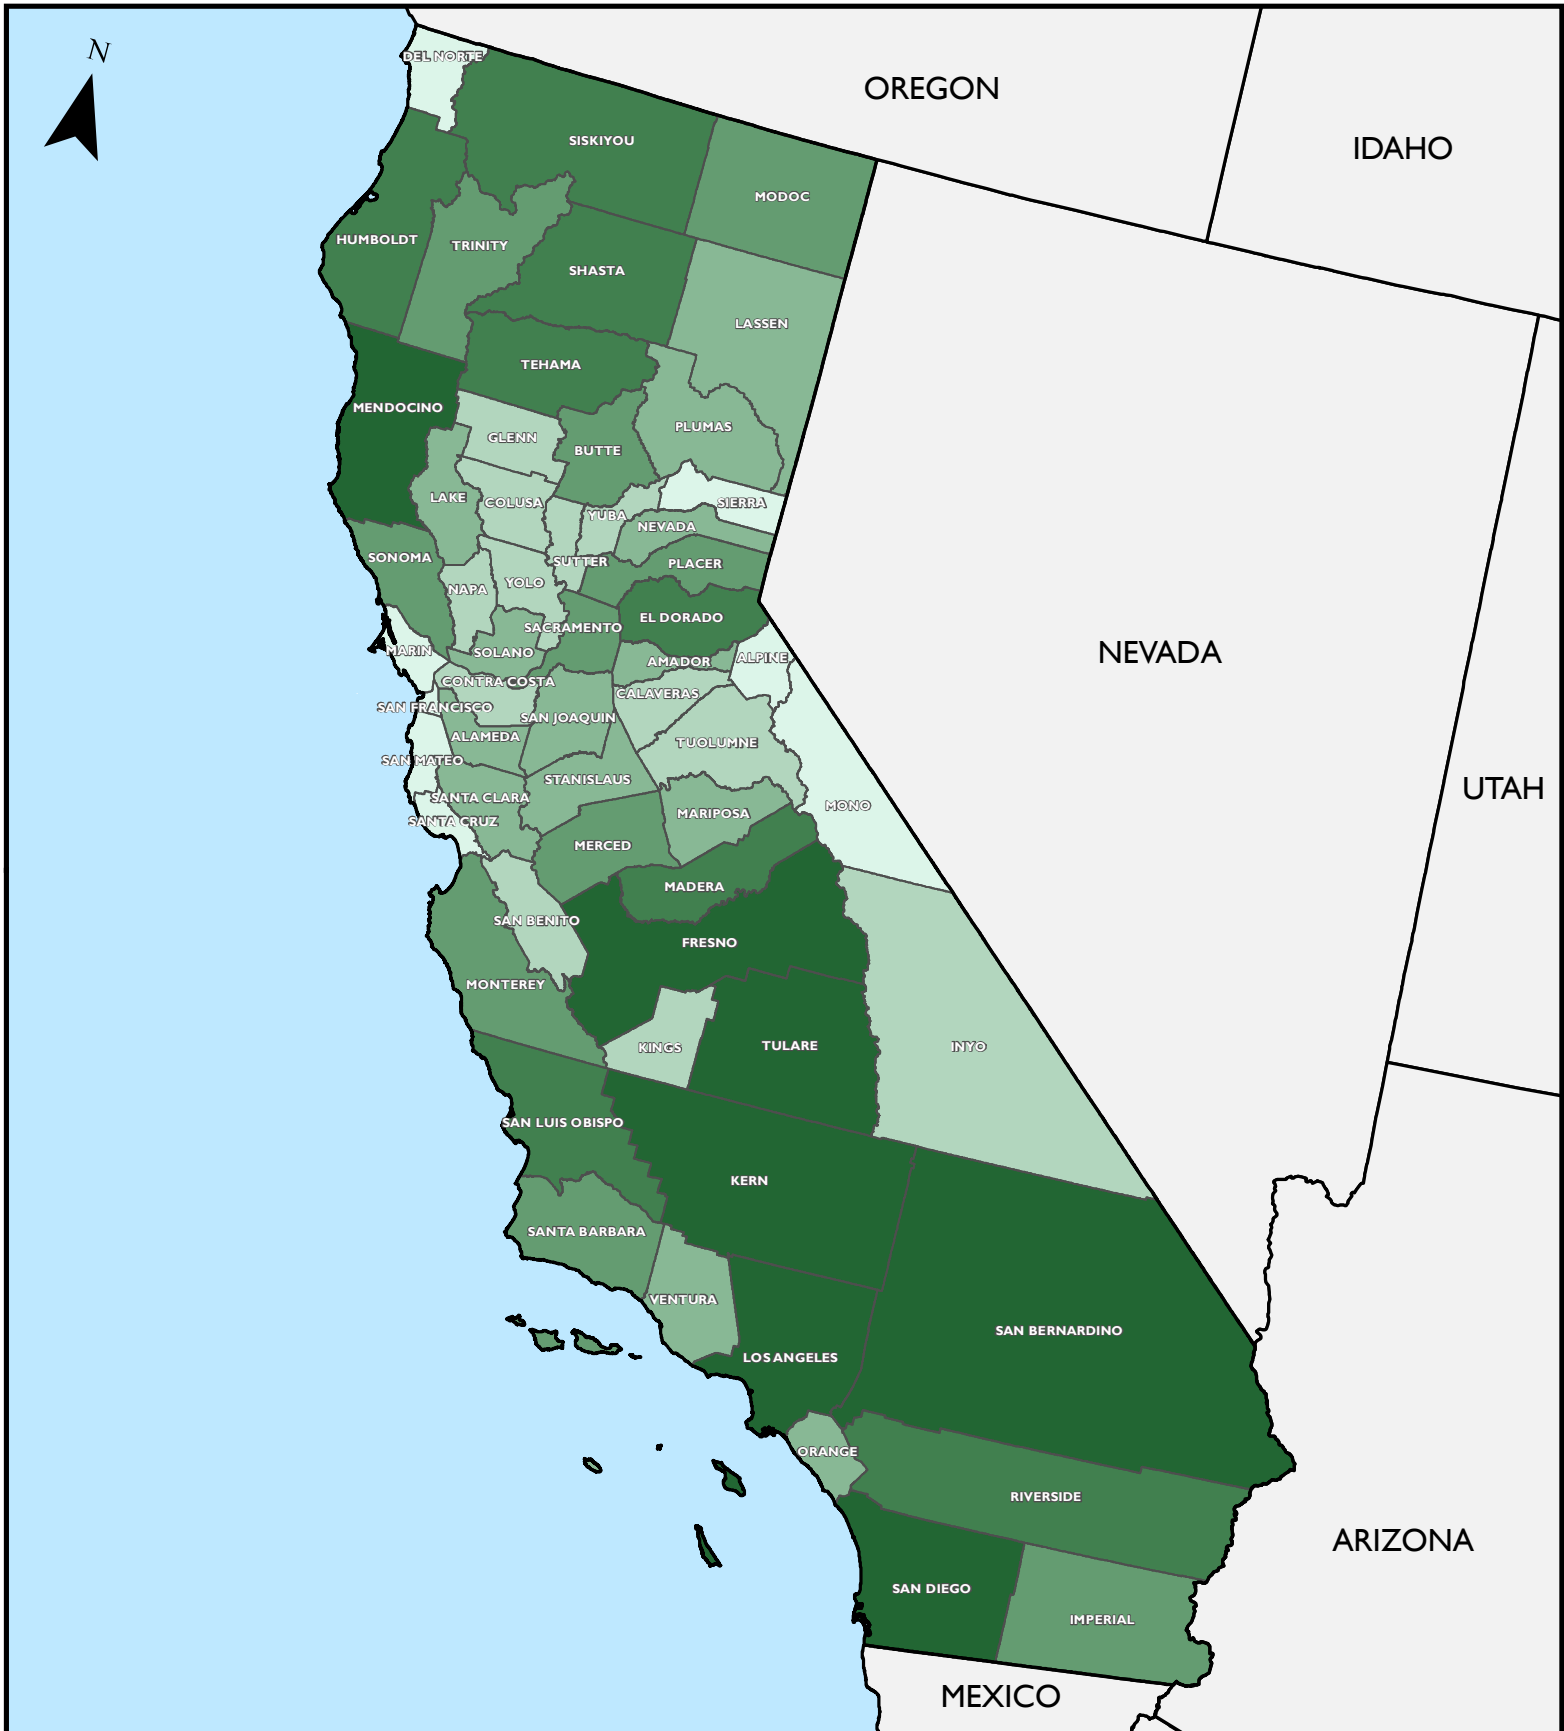 N
DEL NORTE
OREGON
SISKIYOU
IDAHO
MODOC
HUMBOLDT
TRINITY
SHASTA
LASSEN
TEHAMA
MENDOCINO
PLUMAS
GLENN
BUTTE
LAKE
COLUSA
SIERRA
YUBA
NEVADA
SONOMA
SUTTER
PLACER
YOLO
NAPA
EL DORADO
SACRAMENTO
MARIN
SOLANO
NEVADA
ALPINE
AMADOR
CONTRA COSTA
CALAVERAS
SAN FRANCISCO
SAN JOAQUIN
ALAMEDA
TUOLUMNE
SAN MATEO
STANISLAUS
UTAH
SANTA CLARA
MONO
MARIPOSA
SANTA CRUZ
MERCED
MADERA
SAN BENITO
FRESNO
MONTEREY
KINGS
TULARE
INYO
SAN LUIS OBISPO
KERN
SANTA BARBARA
VENTURA
SAN BERNARDINO
LOS ANGELES
ORANGE
RIVERSIDE
ARIZONA
SAN DIEGO
IMPERIAL
MEXICO